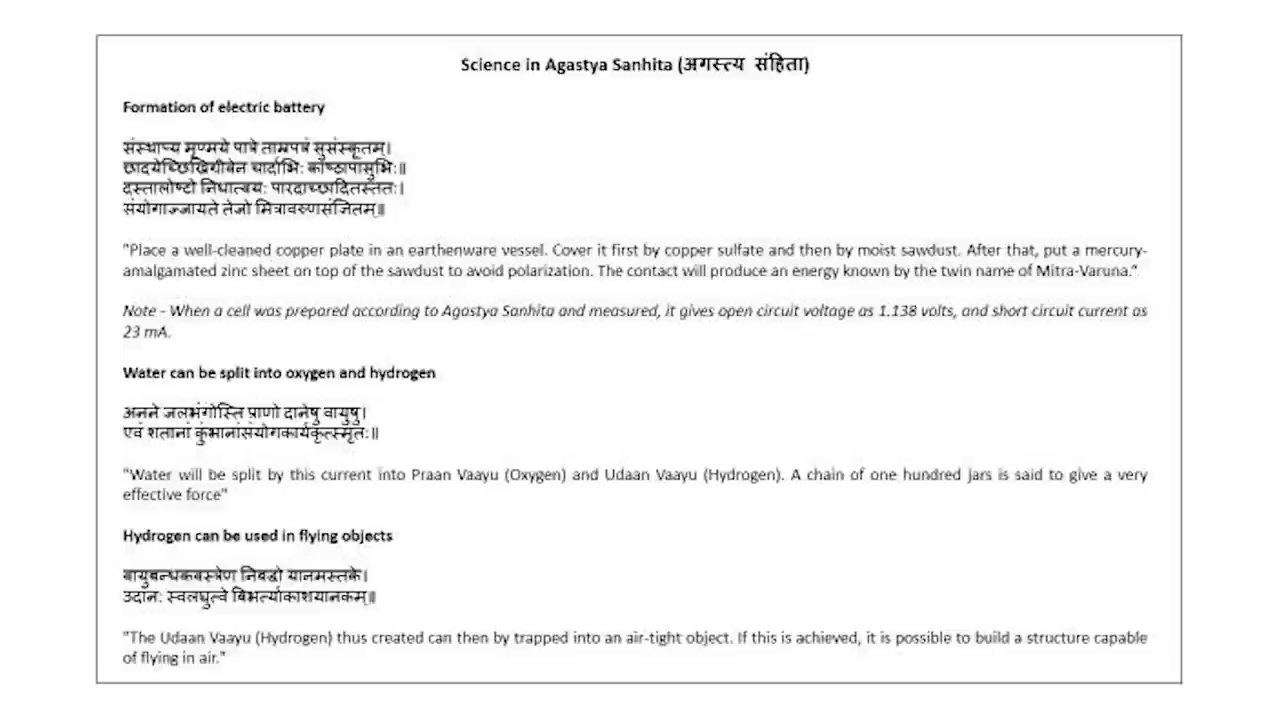 Science in Agastya Sanhita (अगस्त्य संहिता)
Formation of electric battery
संस्थाप्य मृण्मये पात्रे ताम्रपत्रं सुसंस्कृतम्।
छादयेच्छिखिग्रीवेन चार्दाभि: काष्ठापांसुभि:॥
दस्तालोष्टो निधात्वय: पारदाच्छादितस्तत:।
संयोगाज्जायते तेजो मित्रावरुणसंज्ञितम्॥
"Place a well-cleaned copper plate in an earthenware vessel. Cover it first by copper sulfate and then by moist sawdust. After that, put a mercury-
amalgamated zinc sheet on top of the sawdust to avoid polarization. The contact will produce an energy known by the twin name of Mitra-Varuna."
Note - When a cell was prepared according to Agastya Sanhita and measured, it gives open circuit voltage as 1.138 volts, and short circuit current as
23 mA.
Water can be split into oxygen and hydrogen
अनने जलभंगोस्ति प्राणो दानेषु वायुषु।
एवं शतानां कुंभानांसंयोगकार्यकृत्स्मृत:॥
"Water will be split by this current into Praan Vaayu (Oxygen) and Udaan Vaayu (Hydrogen). A chain of one hundred jars is said to give a very
effective force"
Hydrogen can be used in flying objects
वायुबन्धकवस्त्रेण निबद्धो यानमस्तके।
उदान: स्वलघुत्वे बिभर्त्याकाशयानकम्॥
"The Udaan Vaayu (Hydrogen) thus created can then by trapped into an air-tight object. If this is achieved, it is possible to build a structure capable
of flying in air."